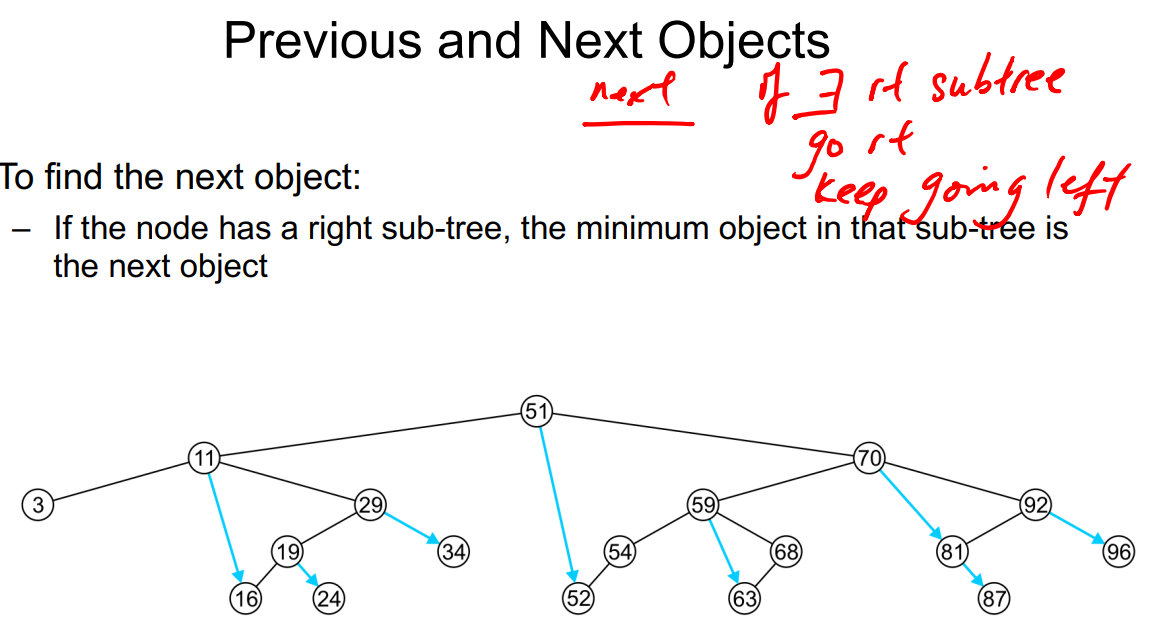 Previous and Next Objects
next
if ∃ rt subtree
go rt
keep going left
To find the next object:
– If the node has a right sub-tree, the minimum object in that sub-tree is
the next object
51
11
70
3
29
59
92
19
34
54
68
81
96
16
24
52
63
87